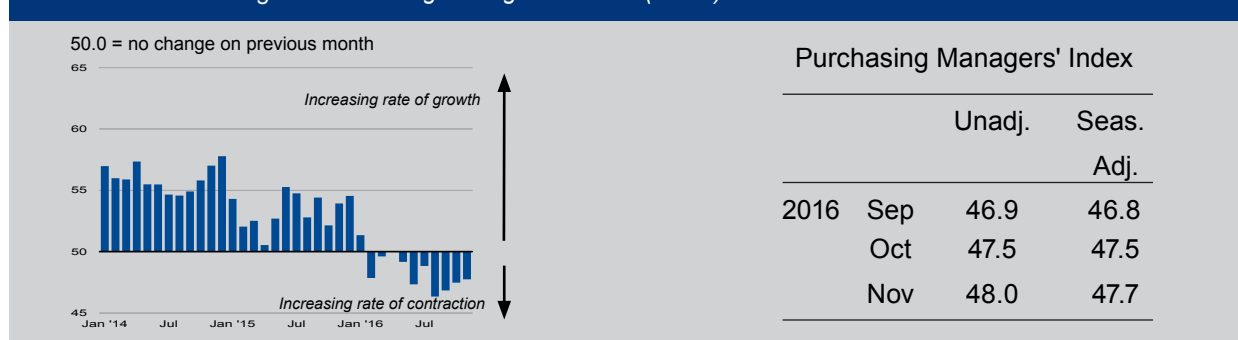 50.0 = no change on previous month
65
Increasing rate of growth
60
55
50
Increasing rate of contraction
45
Jan '14 Jul Jan '15 Jul Jan '16 Jul
Purchasing Managers' Index
Unadj. Seas.
Adj.
2016 Sep 46.9 46.8
Oct 47.5 47.5
Nov 48.0 47.7